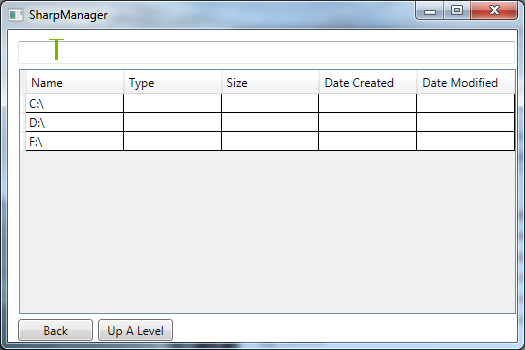 SharpManager
Name Type Size Date Created Date Modified
C:\
D:\
F:\
Back Up A Level